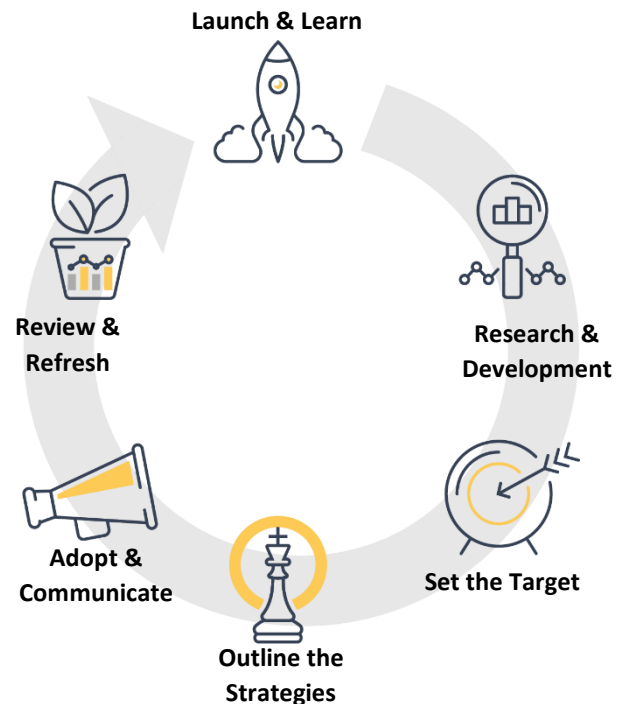 Launch & Learn
Research &
Development
Set the Target
Outline the
Strategies
Adopt &
Communicate
Review &
Refresh